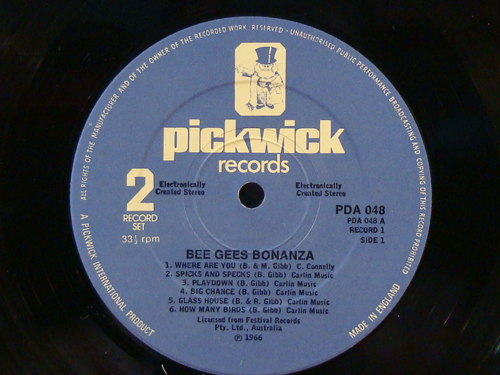 ALL RIGHTS OF THE MANUFACTURER AND OF THE OWNER OF THE RECORDED WORK RESERVED - UNAUTHORISED PUBLIC PERFORMANCE BROADCASTING AND COPYING OF THIS RECORD PROHIBITED
pickwick
records
2
RECORD
SET
33⅓ rpm
Electronically
Created Stereo
Electronically
Created Stereo
PDA 048
PDA 048 A
RECORD 1
SIDE 1
BEE GEES BONANZA
1. WHERE ARE YOU (B. & M. Gibb) C. Connelly
2. SPICKS AND SPECKS (B. Gibb) Carlin Music
3. PLAYDOWN (B. Gibb) Carlin Music
4. BIG CHANCE (B. Gibb) Carlin Music
5. GLASS HOUSE (B. & R. Gibb) Carlin Music
6. HOW MANY BIRDS (B. Gibb) Carlin Music
Licensed from Festival Records
Pty. Ltd., Australia
℗ 1966
A PICKWICK INTERNATIONAL PRODUCT
MADE IN ENGLAND